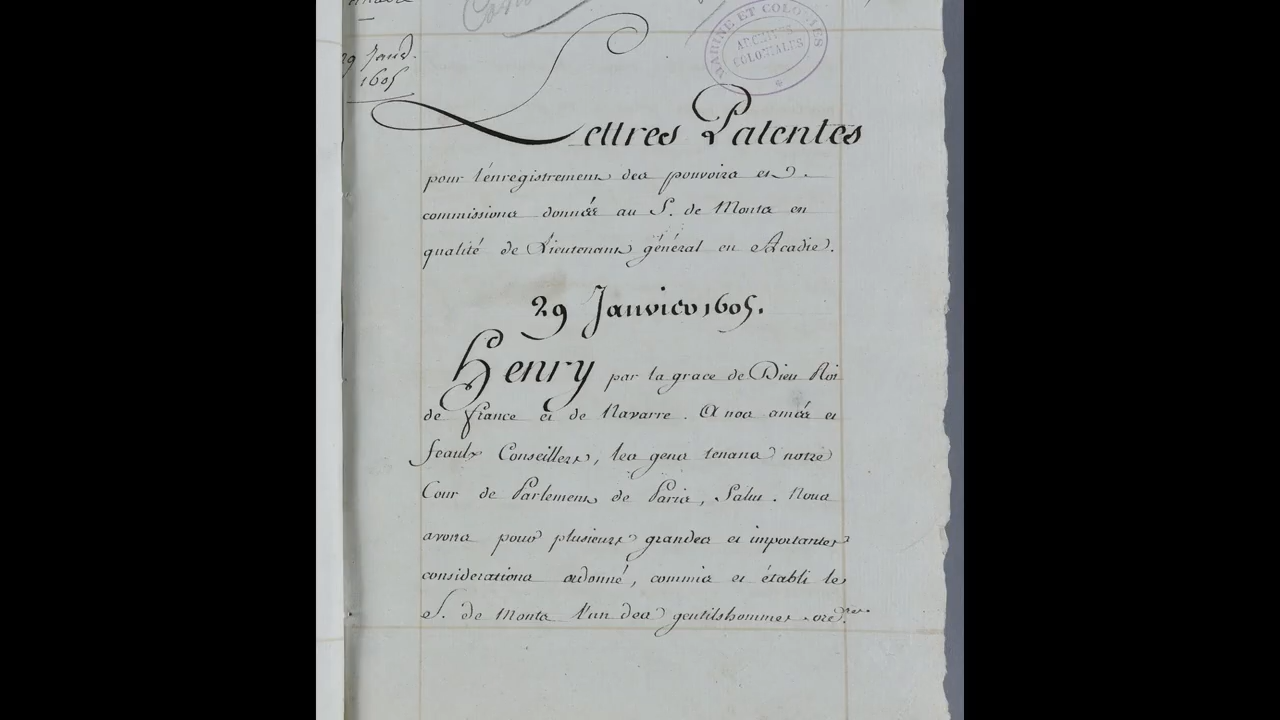 29 Janv.
1605
MARINE ET COLONIES
ARCHIVES
COLONIALES
Lettres Patentes
pour l'énregistrement des pouvoirs et
commissions données au S. de Monts en
qualité de Lieutenant général en Acadie.
29 Janvier 1605.
Henry par la grace de Dieu Roi
de france et de Navarre. A nos amés et
feaulx Conseillers, les gens tenans notre
Cour de Parlement de Paris, Salut. Nous
avons pour plusieurs grandes et importantes
considerations ordonné, commis et établi le
S. de Monts l'un des gentilshommes ord.res